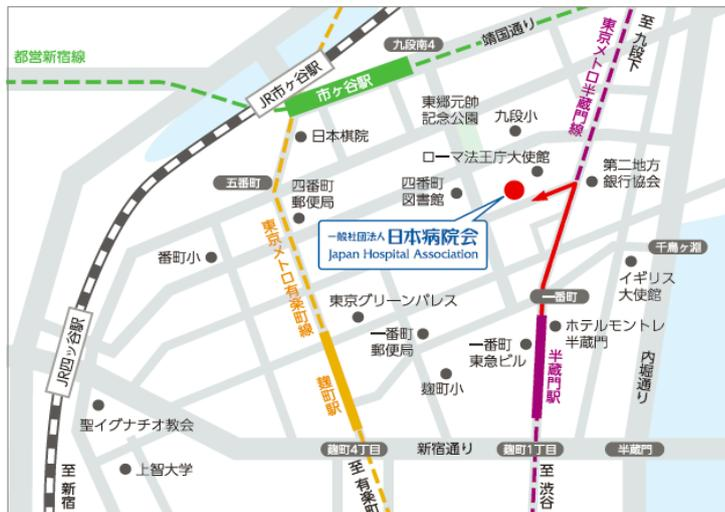 都営新宿線
JR市ヶ谷駅
市ヶ谷駅
九段南4
靖国通り
東京メトロ半蔵門線
至 九段下
日本棋院
東郷元帥
記念公園
九段小
ローマ法王庁大使館
第二地方
銀行協会
五番町
四番町
郵便局
四番町
図書館
一般社団法人 日本病院会
Japan Hospital Association
東京メトロ有楽町線
番町小
千鳥ヶ淵
イギリス
大使館
東京グリーンパレス
一番町
ホテルモントレ
半蔵門
一番町
郵便局
一番町
東急ビル
半蔵門駅
内堀通り
JR四ッ谷駅
麹町駅
麹町小
聖イグナチオ教会
麹町4丁目
新宿通り
麹町1丁目
半蔵門
上智大学
至 新宿
至 有楽町
至 渋谷